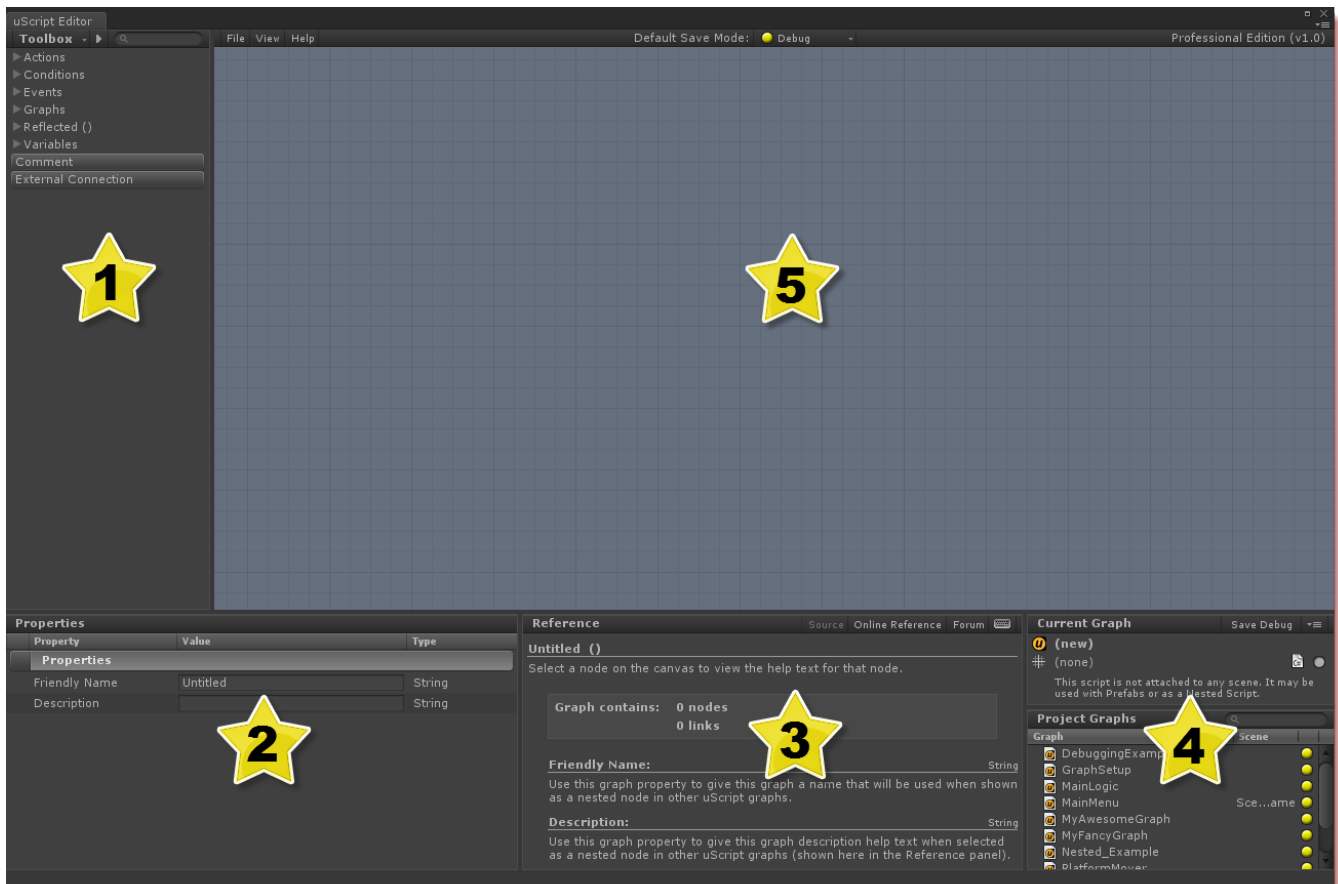 uScript Editor
Toolbox
File View Help
Default Save Mode: Debug
Professional Edition (v1.0)
Actions
Conditions
Events
Graphs
Reflected ()
Variables
Comment
External Connection
1
5
Properties
Property Value Type
Properties
Friendly Name Untitled String
Description String
2
Reference Source Online Reference Forum
Untitled ()
Select a node on the canvas to view the help text for that node.
Graph contains: 0 nodes
0 links
3
Friendly Name: String
Use this graph property to give this graph a name that will be used when shown
as a nested node in other uScript graphs.
Description: String
Use this graph property to give this graph description help text when selected
as a nested node in other uScript graphs (shown here in the Reference panel).
Current Graph Save Debug
(new)
(none)
This script is not attached to any scene. It may be
used with Prefabs or as a Nested Script.
Project Graphs
Graph Scene
4
DebuggingExamp
GraphSetup
MainLogic
MainMenu Sce...ame
MyAwesomeGraph
MyFancyGraph
Nested_Example
PlatformMover